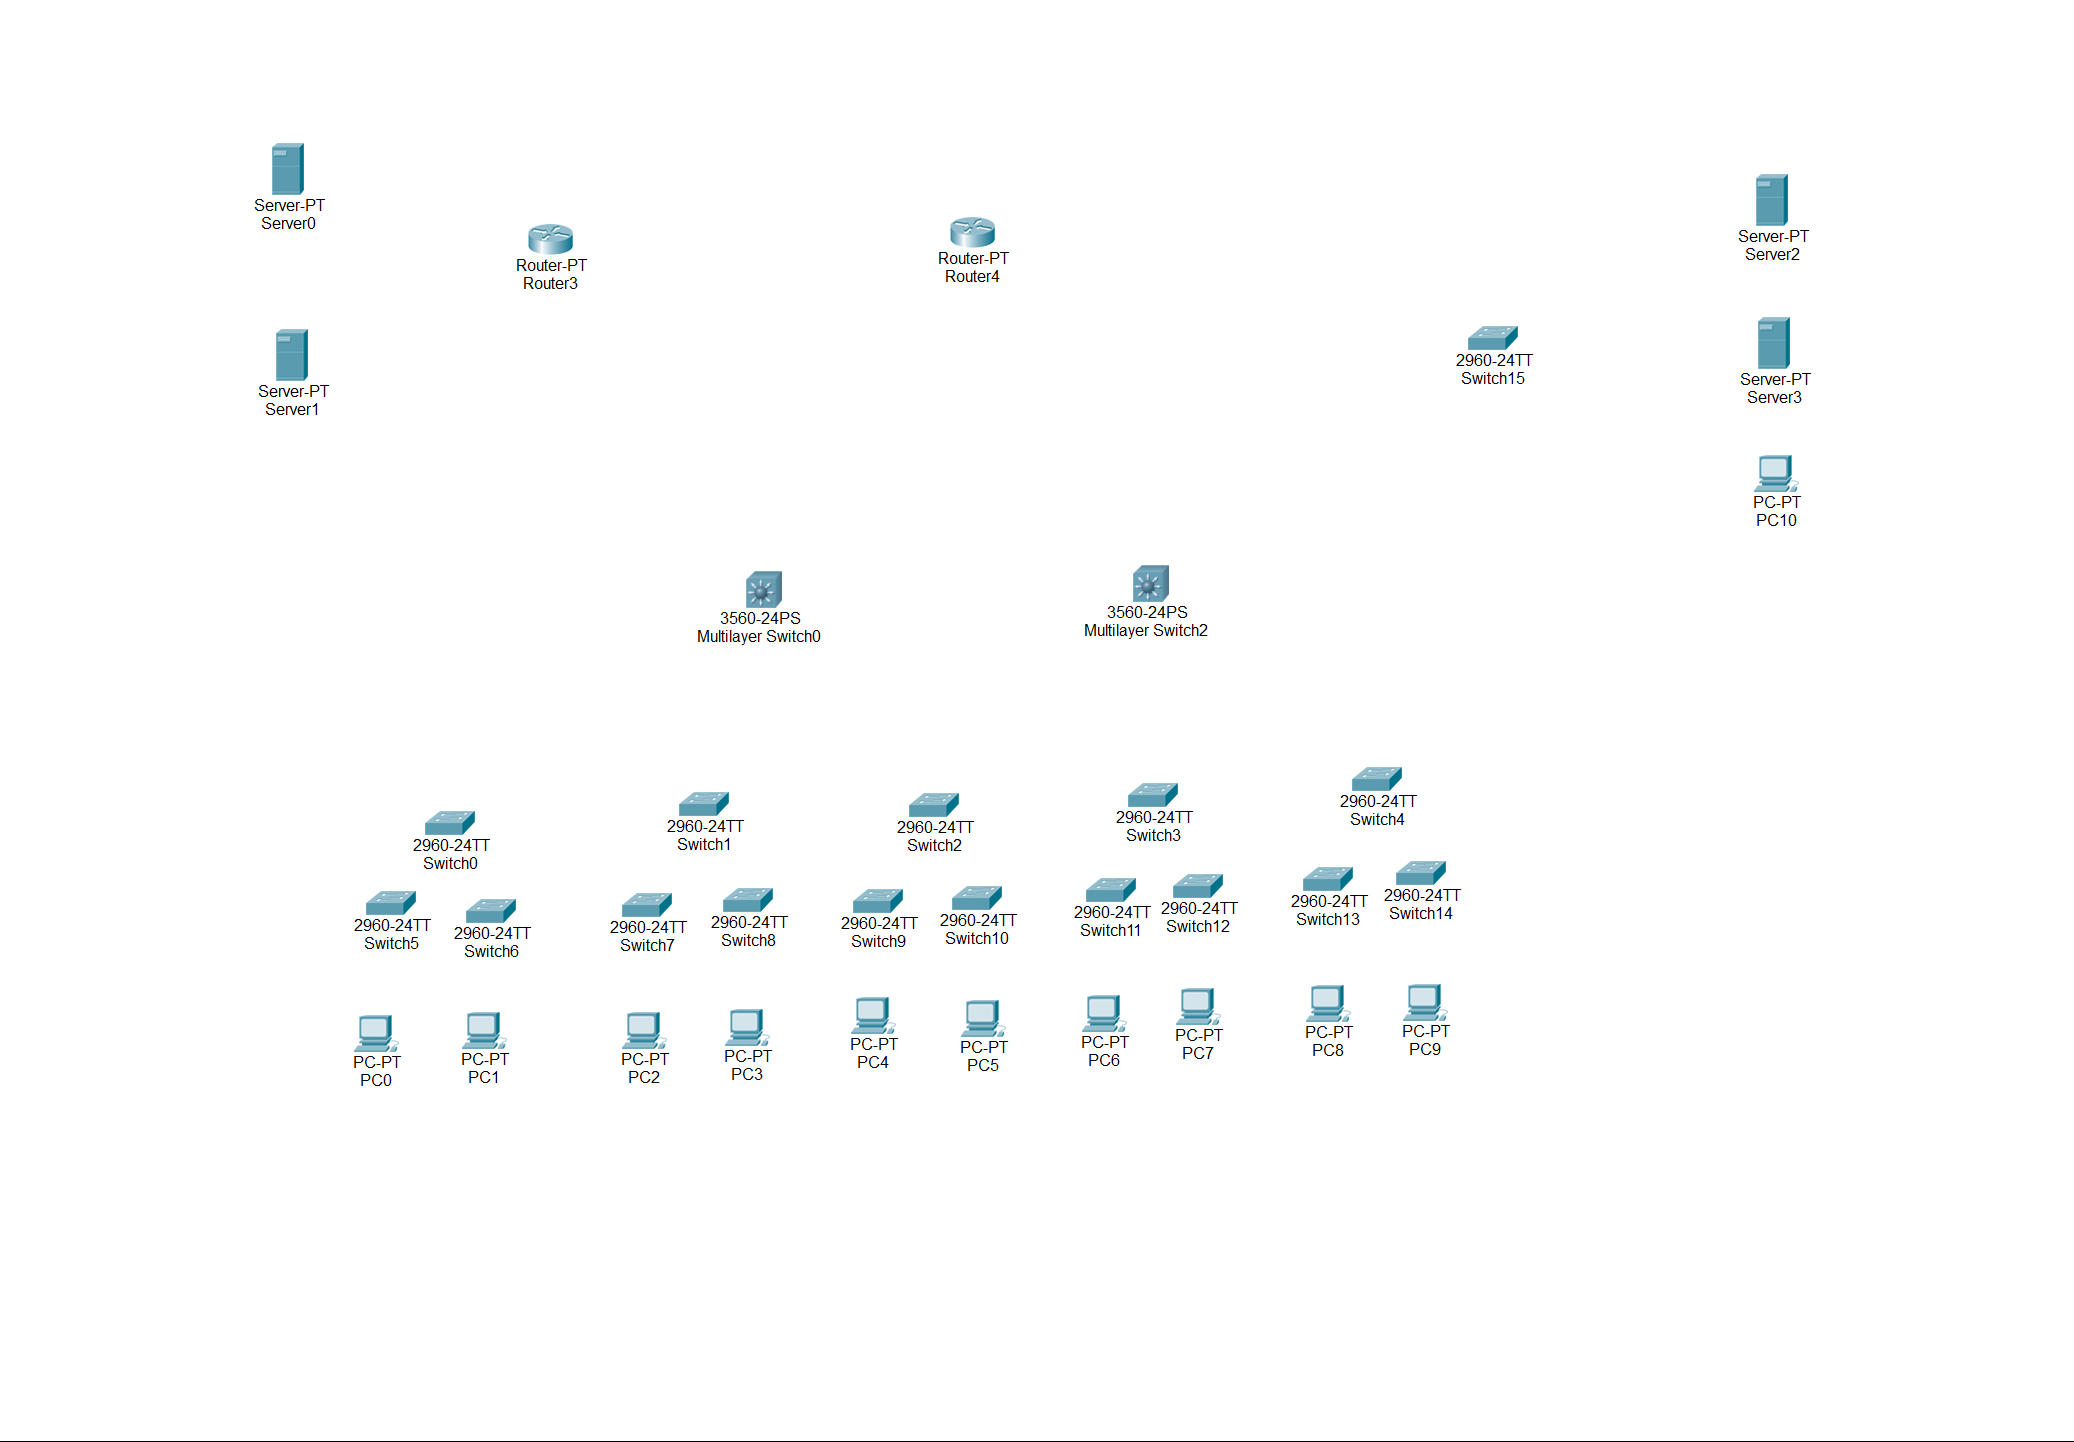 Server-PT
Server0
Server-PT
Server2
Router-PT
Router3
Router-PT
Router4
2960-24TT
Switch15
Server-PT
Server1
Server-PT
Server3
PC-PT
PC10
3560-24PS
Multilayer Switch0
3560-24PS
Multilayer Switch2
2960-24TT
Switch0
2960-24TT
Switch1
2960-24TT
Switch2
2960-24TT
Switch3
2960-24TT
Switch4
2960-24TT
Switch5
2960-24TT
Switch6
2960-24TT
Switch7
2960-24TT
Switch8
2960-24TT
Switch9
2960-24TT
Switch10
2960-24TT
Switch11
2960-24TT
Switch12
2960-24TT
Switch13
2960-24TT
Switch14
PC-PT
PC0
PC-PT
PC1
PC-PT
PC2
PC-PT
PC3
PC-PT
PC4
PC-PT
PC5
PC-PT
PC6
PC-PT
PC7
PC-PT
PC8
PC-PT
PC9